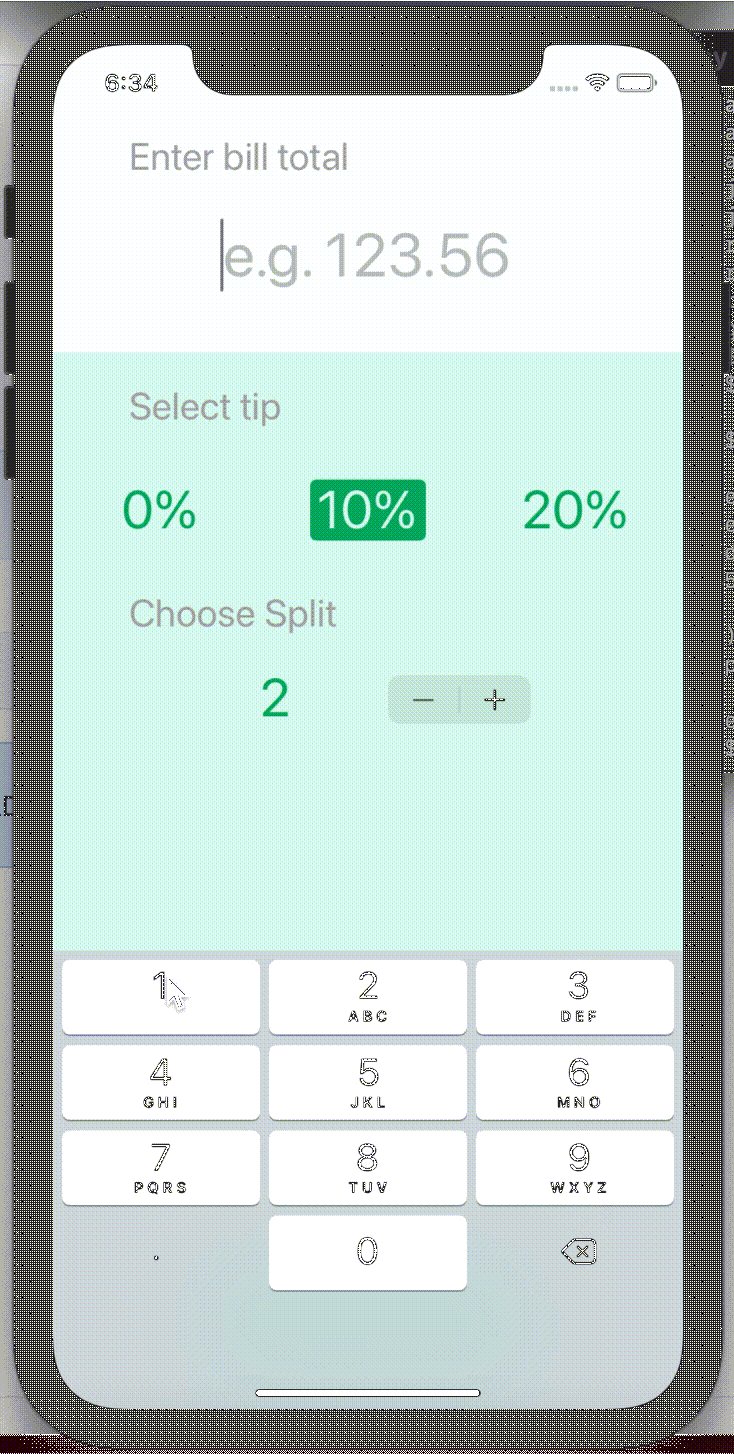 6:34
Enter bill total
e.g. 123.56
Select tip
0% 10% 20%
Choose Split
2 − +
1 2 3
ABC DEF
4 5 6
GHI JKL MNO
7 8 9
PQRS TUV WXYZ
. 0
y